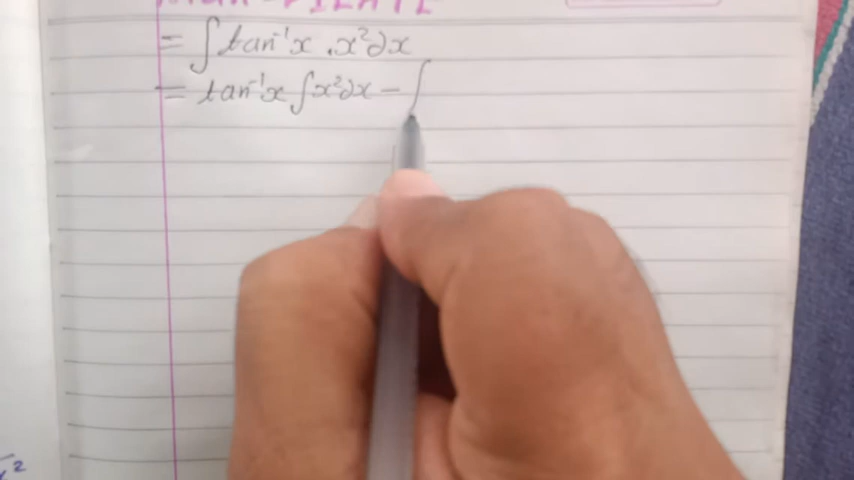 = ∫ tan⁻¹x . x²∂x
= tan⁻¹x ∫x²∂x − ∫